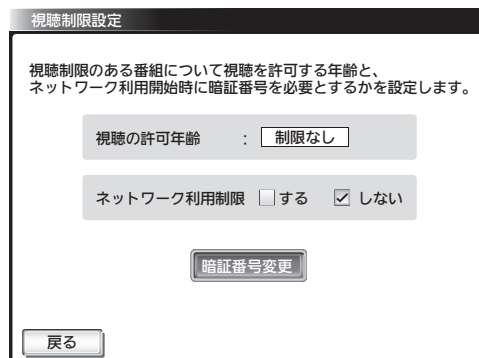 視聴制限設定
視聴制限のある番組について視聴を許可する年齢と、
ネットワーク利用開始時に暗証番号を必要とするかを設定します。
視聴の許可年齢 : 制限なし
ネットワーク利用制限 する しない
暗証番号変更
戻る